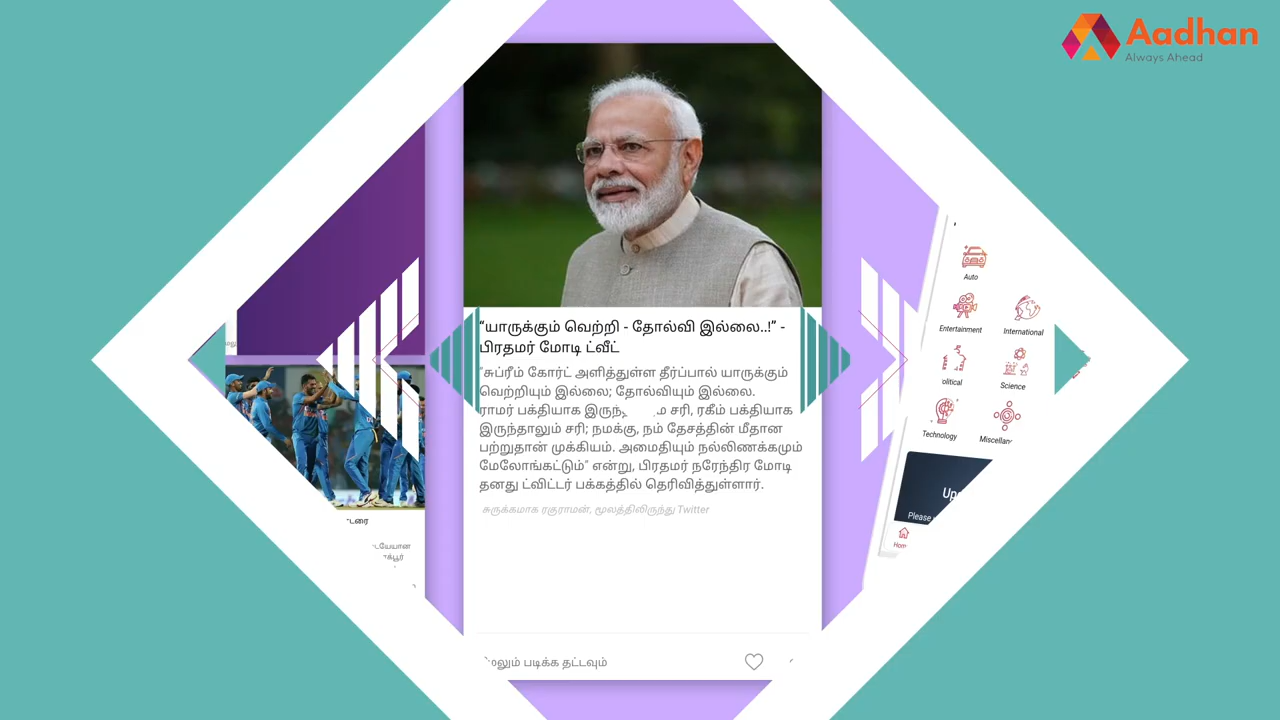 Aadhan
Always Ahead
“யாருக்கும் வெற்றி - தோல்வி இல்லை..!” -
பிரதமர் மோடி ட்வீட்
"சுப்ரீம் கோர்ட் அளித்துள்ள தீர்ப்பால் யாருக்கும்
வெற்றியும் இல்லை; தோல்வியும் இல்லை.
ராமர் பக்தியாக சரி, ரகீம் பக்தியாக
இருந்தாலும் சரி; நமக்கு, நம் தேசத்தின் மீதான
பற்றுதான் முக்கியம். அமைதியும் நல்லிணக்கமும்
மேலோங்கட்டும்" என்று, பிரதமர் நரேந்திர மோடி
தனது ட்விட்டர் பக்கத்தில் தெரிவித்துள்ளார்.
சுருக்கமாக ரகுராமன், மூலத்திலிருந்து Twitter
படிக்க தட்டவும்
Auto
Entertainment International
Science
Technology
Please